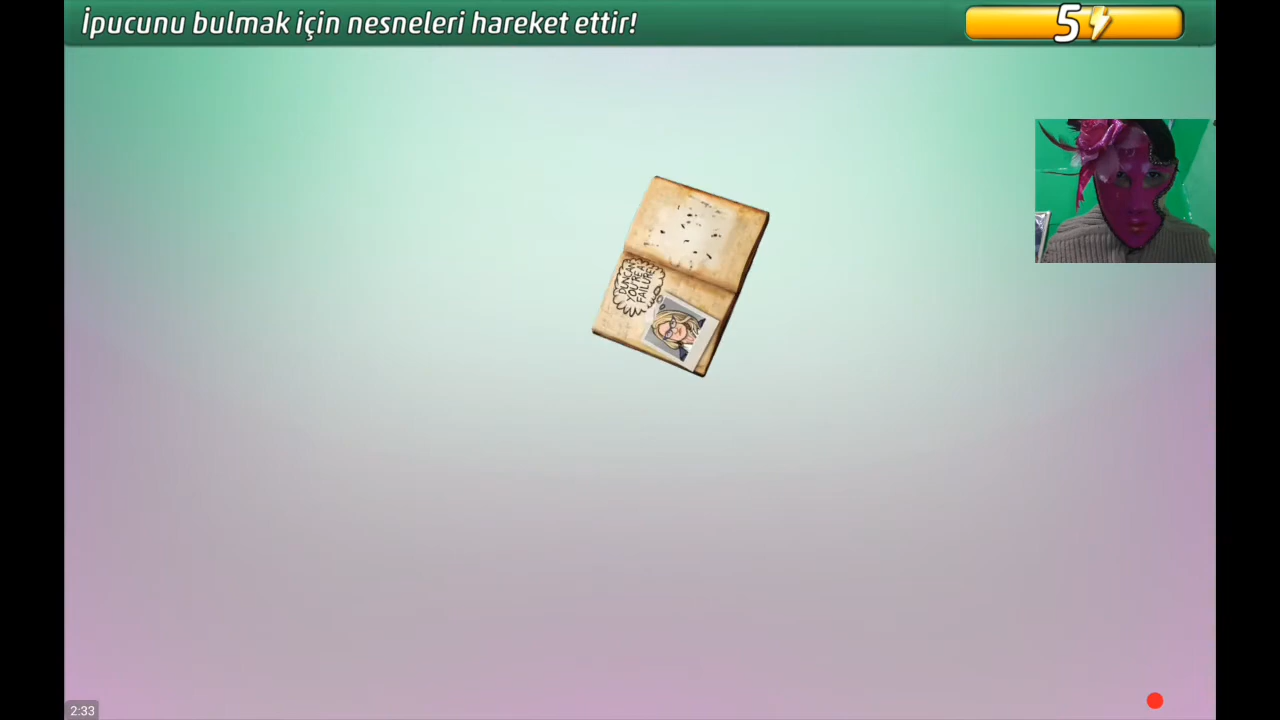 İpucunu bulmak için nesneleri hareket ettir!
5
DUNCAN
YOU'RE A
FAILURE
2:33